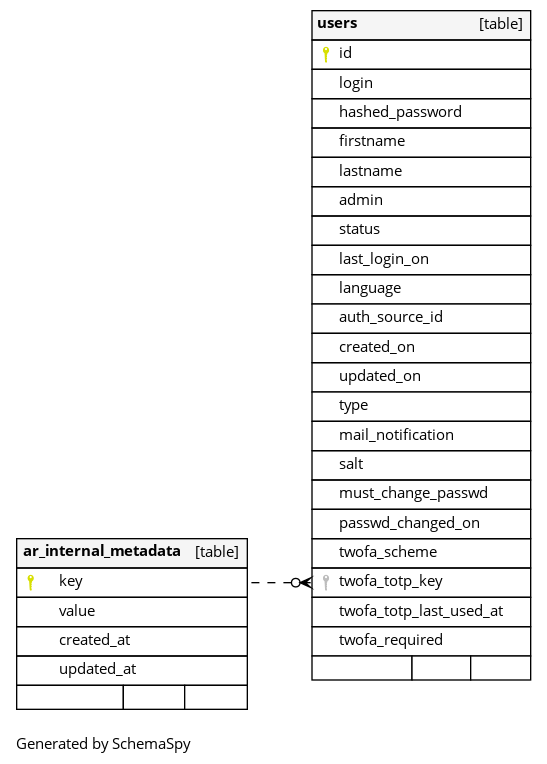 users [table]
id
login
hashed_password
firstname
lastname
admin
status
last_login_on
language
auth_source_id
created_on
updated_on
type
mail_notification
salt
must_change_passwd
passwd_changed_on
twofa_scheme
twofa_totp_key
twofa_totp_last_used_at
twofa_required
ar_internal_metadata [table]
key
value
created_at
updated_at
Generated by SchemaSpy